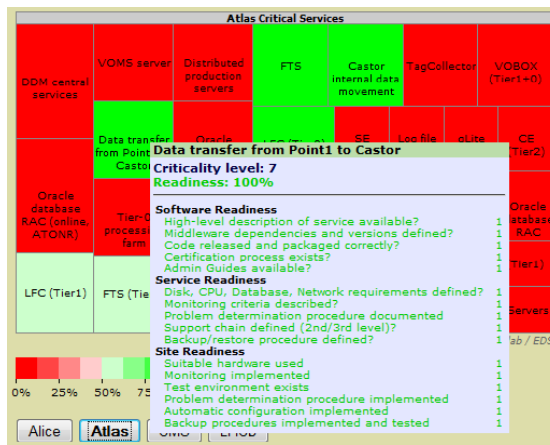 Atlas Critical Services
DDM central
services
VOMS server
Distributed
production
servers
FTS
Castor
internal data
movement
TagCollector
VOBOX
(Tier1+0)
Data transfer
from Point
Castor
Oracle
SE
Log file
CE
(Tier2)
Oracle
database
RAC (online,
ATONR)
Tier-0
farm
Oracle
RAC
LFC (Tier1)
FTS (Tie
Tier1)
Servers
Data transfer from Point1 to Castor
Criticality level: 7
Readiness: 100%
Software Readiness
High-level description of service available? 1
Middleware dependencies and versions defined? 1
Code released and packaged correctly? 1
Certification process exists? 1
Admin Guides available? 1
Service Readiness
Disk, CPU, Database, Network requirements defined? 1
Monitoring criteria described? 1
Problem determination procedure documented 1
Support chain defined (2nd/3rd level)? 1
Backup/restore procedure defined? 1
Site Readiness
Suitable hardware used 1
Monitoring implemented 1
Test environment exists 1
Problem determination procedure implemented 1
Automatic configuration implemented 1
Backup procedures implemented and tested 1
lab / EDS
0% 25% 50% 75
Alice Atlas